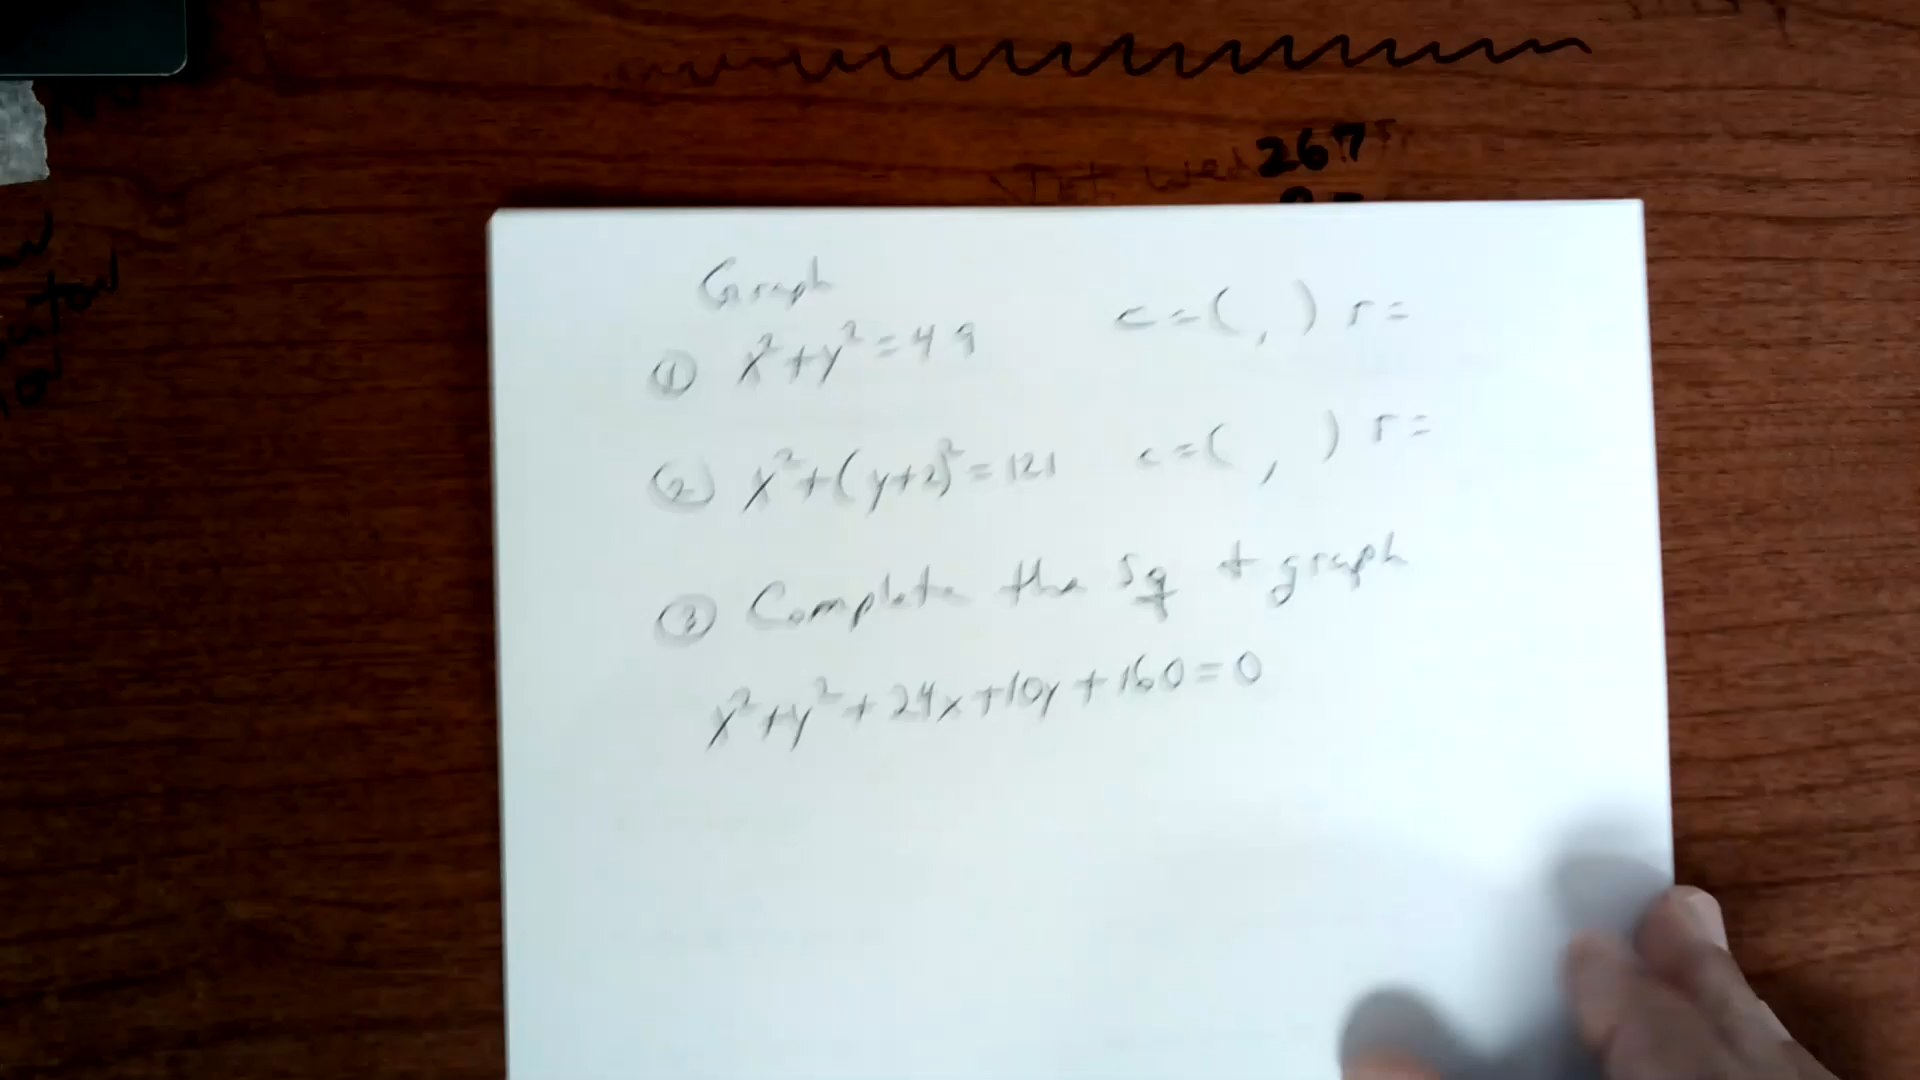 267
Graph
① x²+y²=49 c=( , ) r=
② x²+(y+2)²=121 c=( , ) r=
③ Complete the sq + graph
x²+y²+24x+10y+160=0